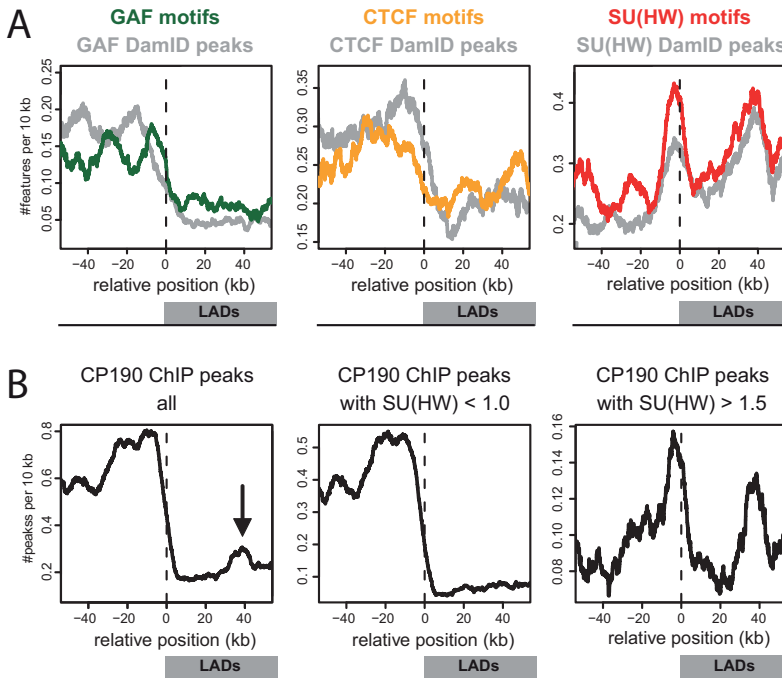 A
GAF motifs
GAF DamID peaks
CTCF motifs
CTCF DamID peaks
SU(HW) motifs
SU(HW) DamID peaks
#features per 10 kb
0.05 0.10 0.15 0.20 0.25
0.15 0.20 0.25 0.30 0.35
0.2 0.3 0.4
−40 −20 0 20 40
−40 −20 0 20 40
−40 −20 0 20 40
relative position (kb)
relative position (kb)
relative position (kb)
LADs
LADs
LADs
B
CP190 ChIP peaks
all
CP190 ChIP peaks
with SU(HW) < 1.0
CP190 ChIP peaks
with SU(HW) > 1.5
#peakss per 10 kb
0.2 0.4 0.6 0.8
0.1 0.2 0.3 0.4 0.5
0.08 0.10 0.12 0.14 0.16
−40 −20 0 20 40
−40 −20 0 20 40
−40 −20 0 20 40
relative position (kb)
relative position (kb)
relative position (kb)
LADs
LADs
LADs